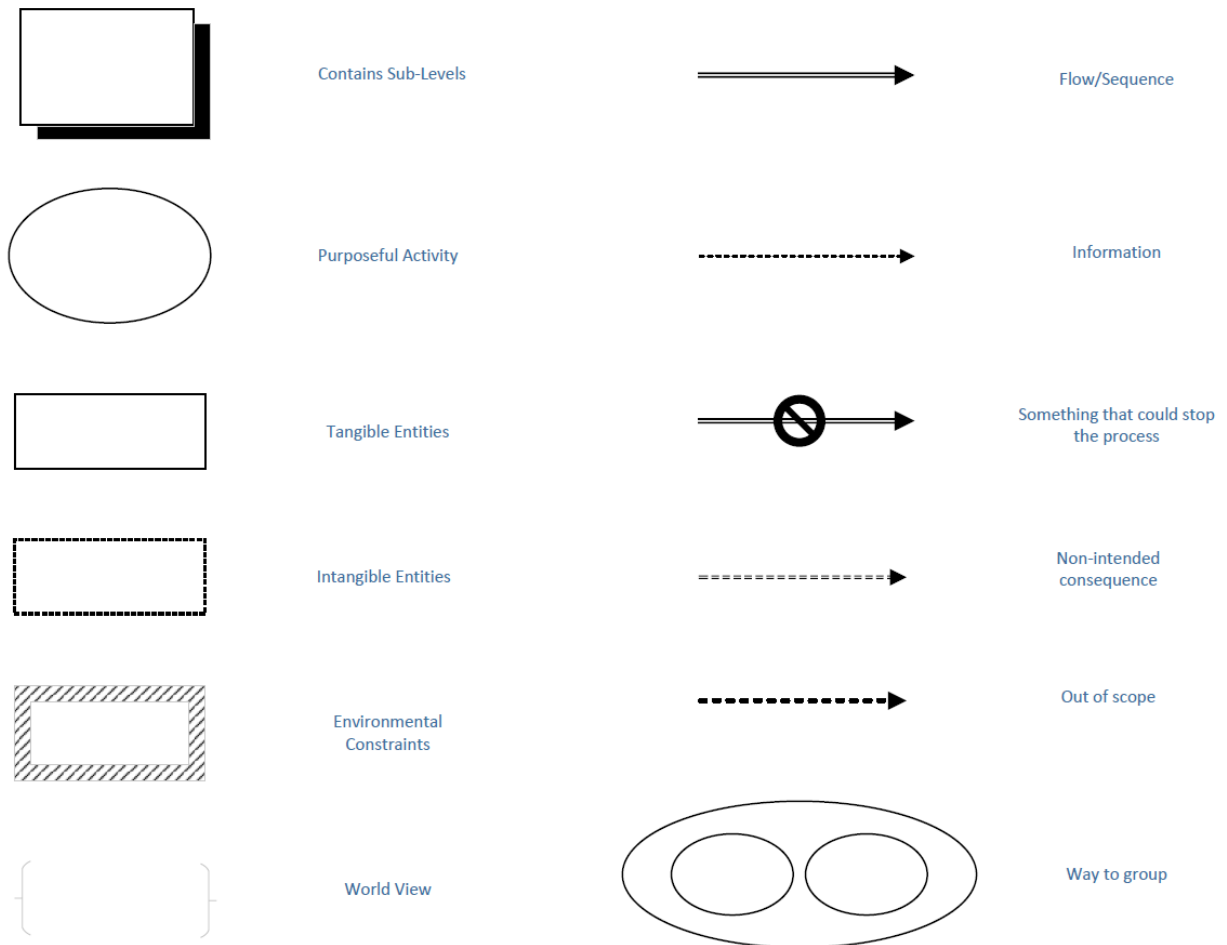 Contains Sub-Levels
Flow/Sequence
Purposeful Activity
Information
Tangible Entities
Something that could stop
the process
Intangible Entities
Non-intended
consequence
Environmental
Constraints
Out of scope
World View
Way to group